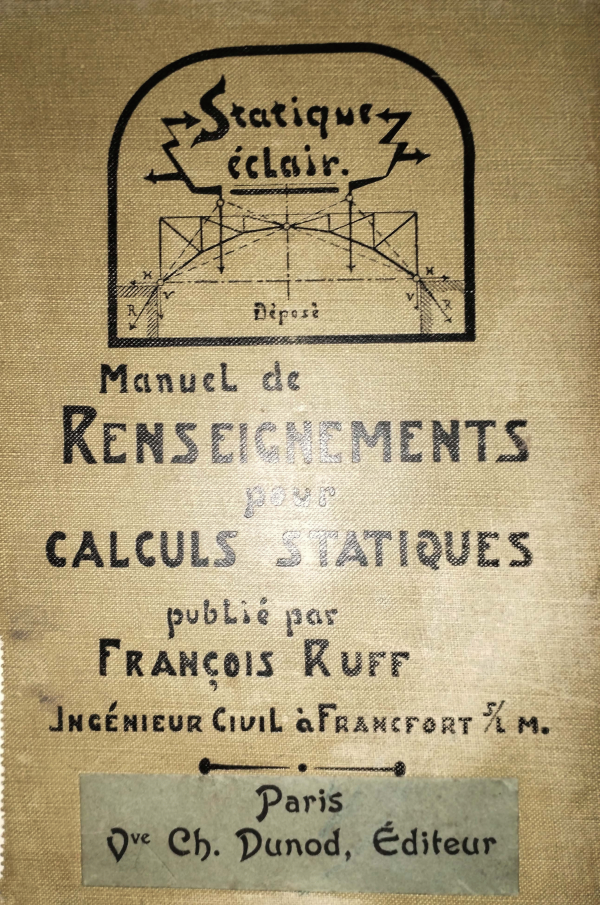 Statique
éclair.
H
H
R
V
V
R
Déposé
Manuel de
RENSEIGNEMENTS
pour
CALCULS STATIQUES
publié par
FRANÇOIS RUFF
INGÉNIEUR CIVIL à FRANCFORT S/L M.
Paris
Vve Ch. Dunod, Éditeur